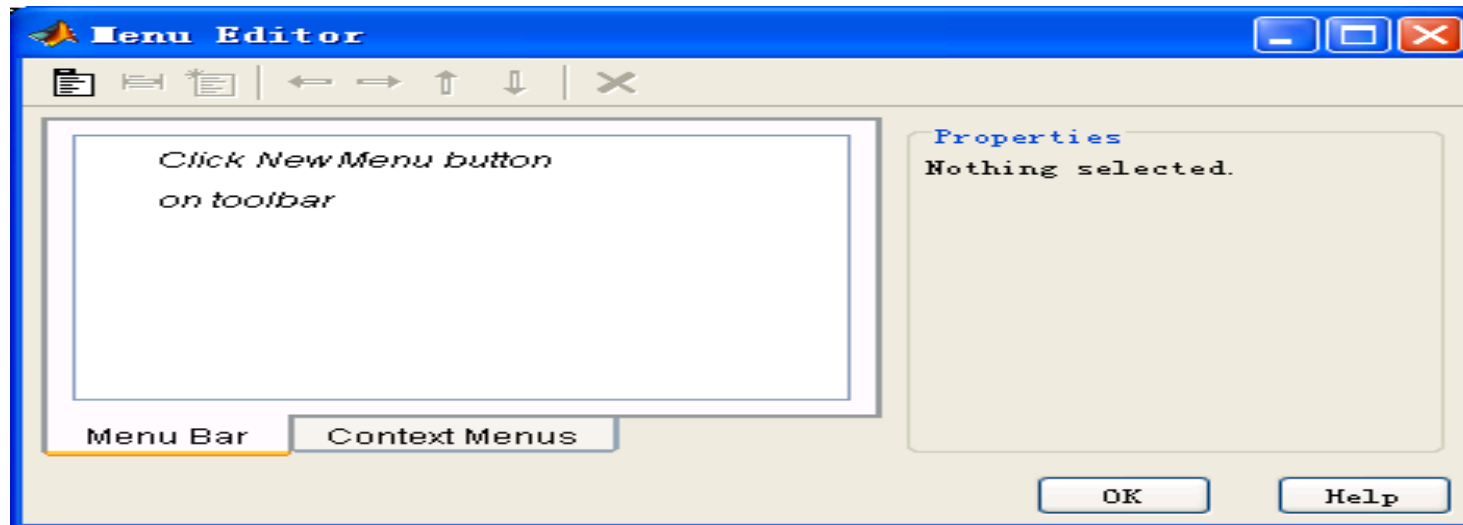 Menu Editor
Click New Menu button
on toolbar
Properties
Nothing selected.
Menu Bar
Context Menus
OK
Help